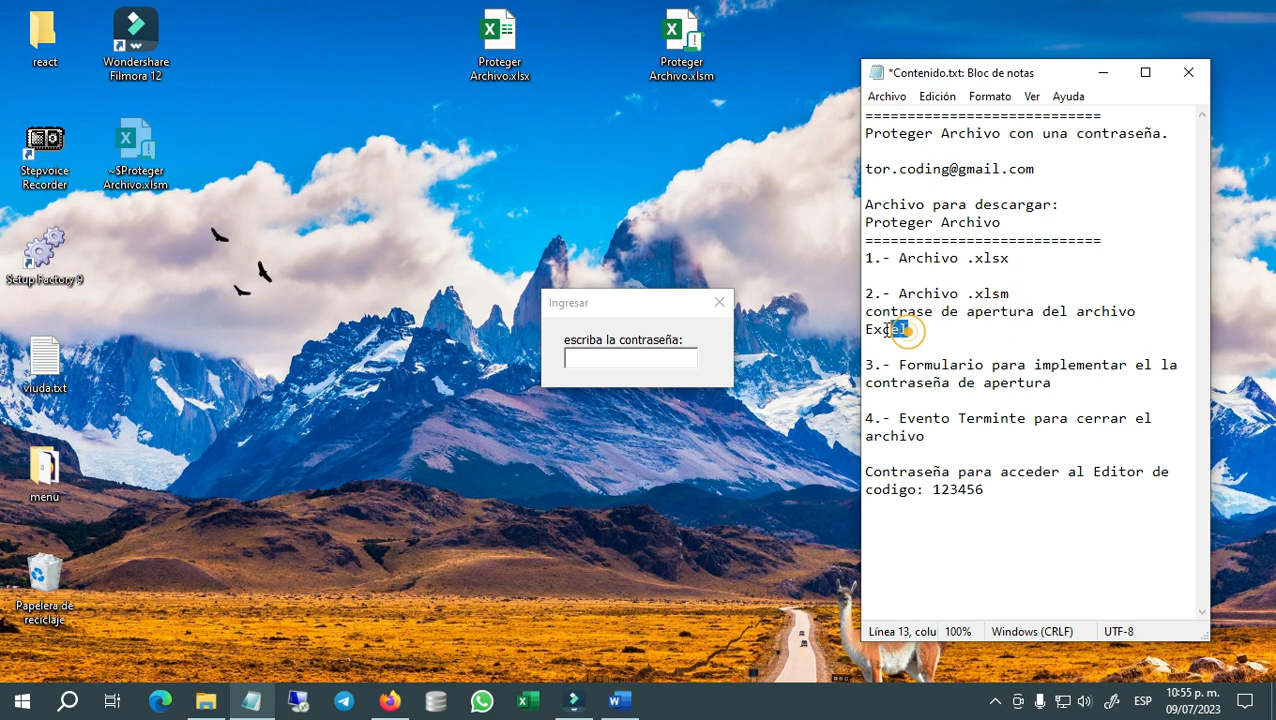 react
Wondershare
Filmora 12
Proteger
Archivo.xlsx
Proteger
Archivo.xlsm
Stepvoice
Recorder
~$Proteger
Archivo.xlsm
Setup Factory 9
viuda.txt
menu
Papelera de
reciclaje
Ingresar
escriba la contraseña:
*Contenido.txt: Bloc de notas
Archivo Edición Formato Ver Ayuda
============================
Proteger Archivo con una contraseña.
tor.coding@gmail.com
Archivo para descargar:
Proteger Archivo
============================
1.- Archivo .xlsx
2.- Archivo .xlsm
contrase de apertura del archivo
Excel
3.- Formulario para implementar el la
contraseña de apertura
4.- Evento Terminte para cerrar el
archivo
Contraseña para acceder al Editor de
codigo: 123456
Línea 13, colu 100% Windows (CRLF) UTF-8
ESP
10:55 p. m.
09/07/2023